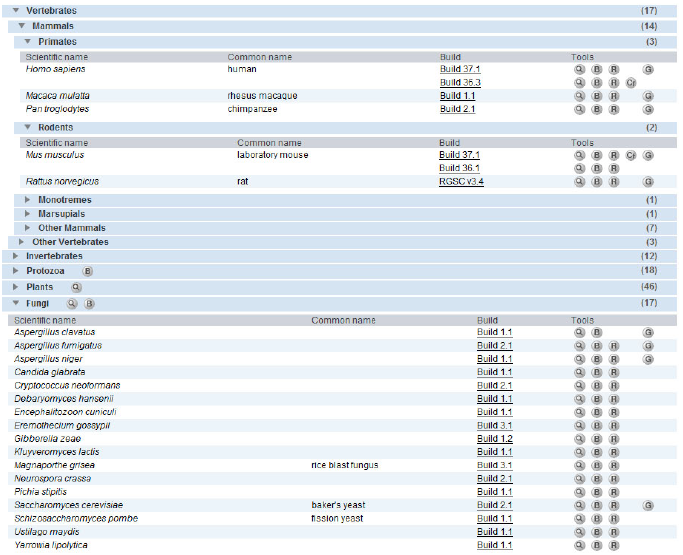 Vertebrates (17)
Mammals (14)
Primates (3)
Scientific name Common name Build Tools
Homo sapiens human Build 37.1 B R G
Build 36.3 B R Cr
Macaca mulatta rhesus macaque Build 1.1 B R G
Pan troglodytes chimpanzee Build 2.1 B R G
Rodents (2)
Scientific name Common name Build Tools
Mus musculus laboratory mouse Build 37.1 B R Cr G
Build 36.1 B R
Rattus norvegicus rat RGSC v3.4 B R G
Monotremes (1)
Marsupials (1)
Other Mammals (7)
Other Vertebrates (3)
Invertebrates (12)
Protozoa B (18)
Plants (46)
Fungi B (17)
Scientific name Common name Build Tools
Aspergillus clavatus Build 1.1 B G
Aspergillus fumigatus Build 2.1 B R G
Aspergillus niger Build 1.1 B R G
Candida glabrata Build 1.1 B R
Cryptococcus neoformans Build 2.1 B R
Debaryomyces hansenii Build 1.1 B R
Encephalitozoon cuniculi Build 1.1 B R
Eremothecium gossypii Build 3.1 B R
Gibberella zeae Build 1.2 B R
Kluyveromyces lactis Build 1.1 B R
Magnaporthe grisea rice blast fungus Build 3.1 B R
Neurospora crassa Build 2.1 B R
Pichia stipitis Build 1.1 B R
Saccharomyces cerevisiae baker's yeast Build 2.1 B R G
Schizosaccharomyces pombe fission yeast Build 1.1 B R
Ustilago maydis Build 1.1 B R
Yarrowia lipolytica Build 1.1 B R